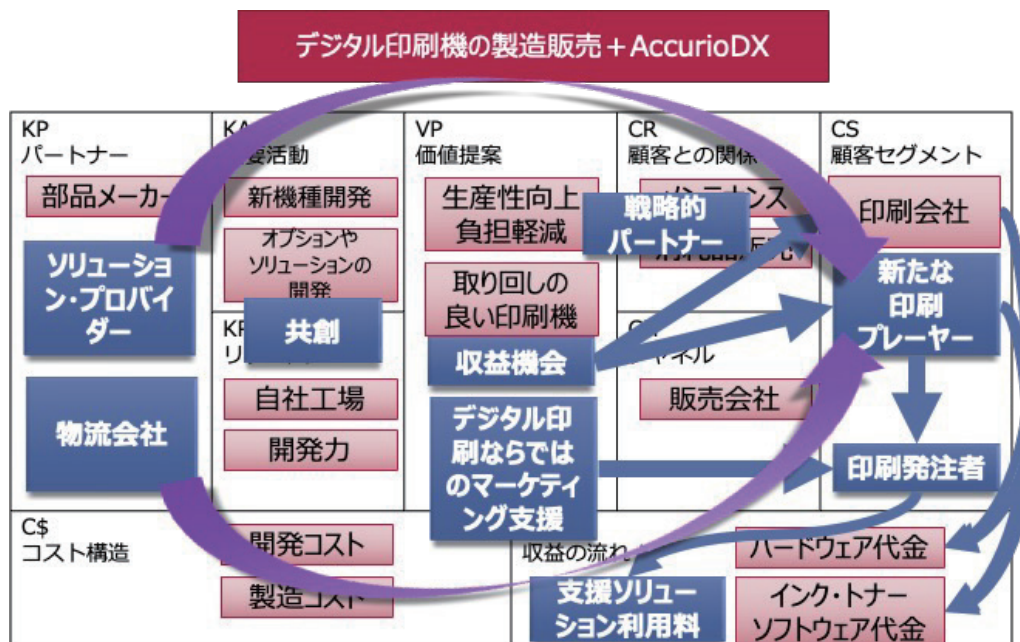 デジタル印刷機の製造販売＋AccurioDX
KP
パートナー
部品メーカー
ソリューショ
ン・プロバイ
ダー
物流会社
KA
要活動
新機種開発
オプションや
ソリューションの
開発
共創
リ
自社工場
開発力
VP
価値提案
生産性向上
負担軽減
取り回しの
良い印刷機
収益機会
デジタル印
刷ならでは
のマーケティ
ング支援
CR
顧客との関係
戦略的
パートナー
ンス
ャネル
販売会社
CS
顧客セグメント
印刷会社
新たな
印刷
プレーヤー
印刷発注者
C$
コスト構造
開発コスト
製造コスト
収益の流れ
支援ソリュー
ション利用料
ハードウェア代金
インク・トナー
ソフトウェア代金